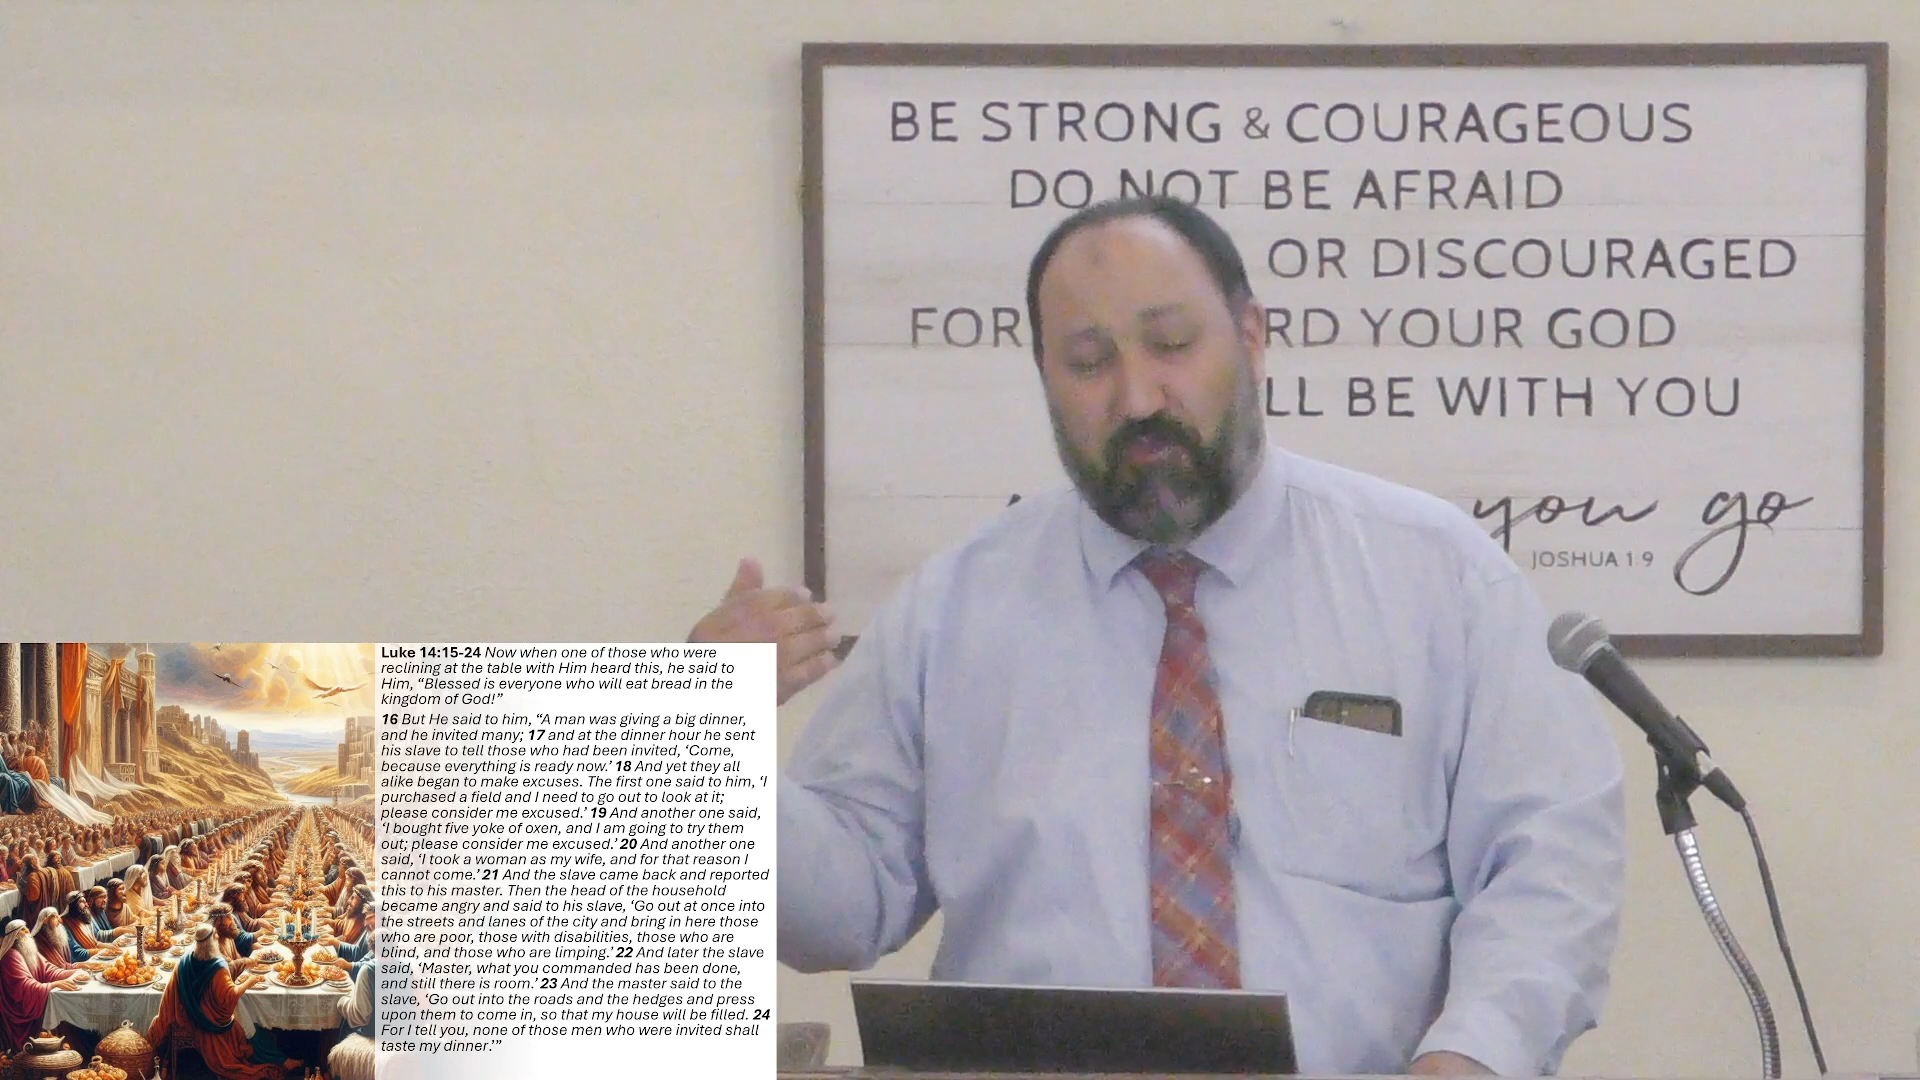 BE STRONG & COURAGEOUS
DO NOT BE AFRAID
OR DISCOURAGED
FOR RD YOUR GOD
LL BE WITH YOU
you go
JOSHUA 1:9
Luke 14:15-24 Now when one of those who were
reclining at the table with Him heard this, he said to
Him, “Blessed is everyone who will eat bread in the
kingdom of God!”
16 But He said to him, “A man was giving a big dinner,
and he invited many; 17 and at the dinner hour he sent
his slave to tell those who had been invited, ‘Come,
because everything is ready now.’ 18 And yet they all
alike began to make excuses. The first one said to him, ‘I
purchased a field and I need to go out to look at it;
please consider me excused.’ 19 And another one said,
‘I bought five yoke of oxen, and I am going to try them
out; please consider me excused.’ 20 And another one
said, ‘I took a woman as my wife, and for that reason I
cannot come.’ 21 And the slave came back and reported
this to his master. Then the head of the household
became angry and said to his slave, ‘Go out at once into
the streets and lanes of the city and bring in here those
who are poor, those with disabilities, those who are
blind, and those who are limping.’ 22 And later the slave
said, ‘Master, what you commanded has been done,
and still there is room.’ 23 And the master said to the
slave, ‘Go out into the roads and the hedges and press
upon them to come in, so that my house will be filled. 24
For I tell you, none of those men who were invited shall
taste my dinner.’”